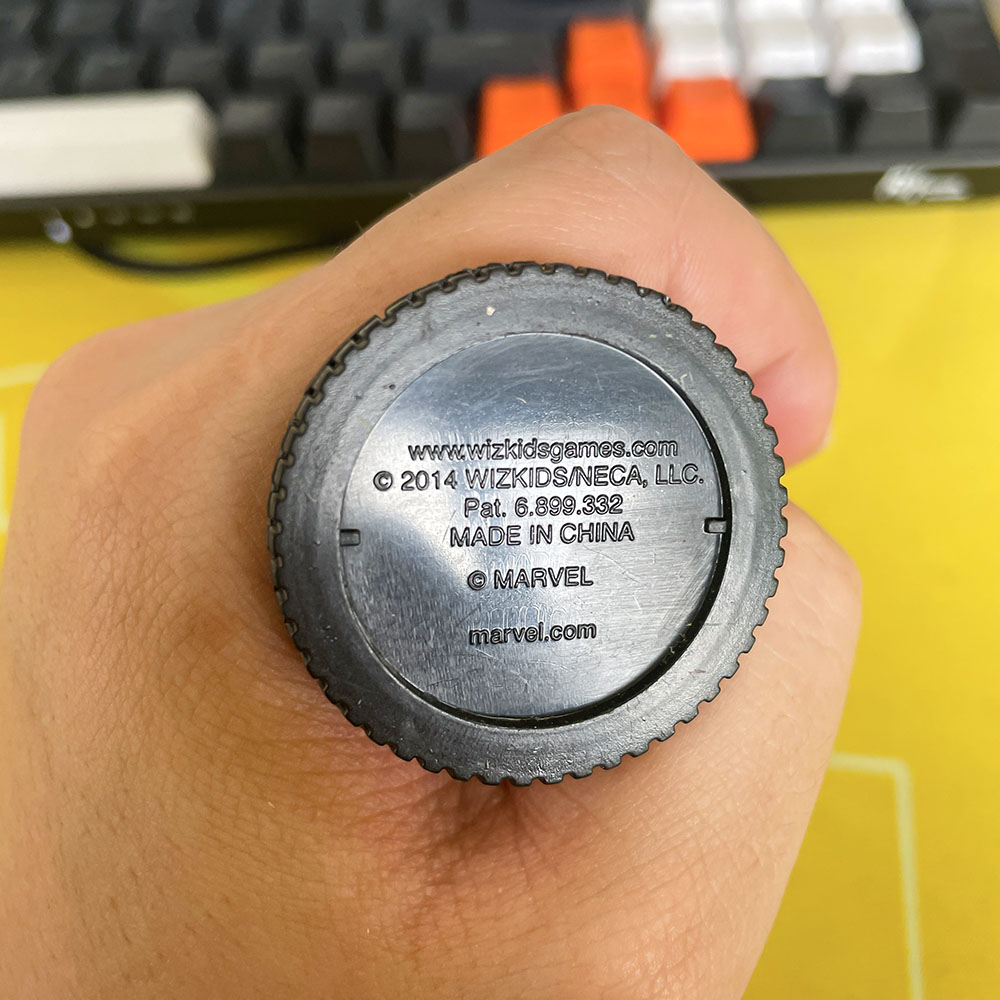 www.wizkidsgames.com
© 2014 WIZKIDS/NECA, LLC.
Pat. 6.899.332
MADE IN CHINA
© MARVEL
marvel.com